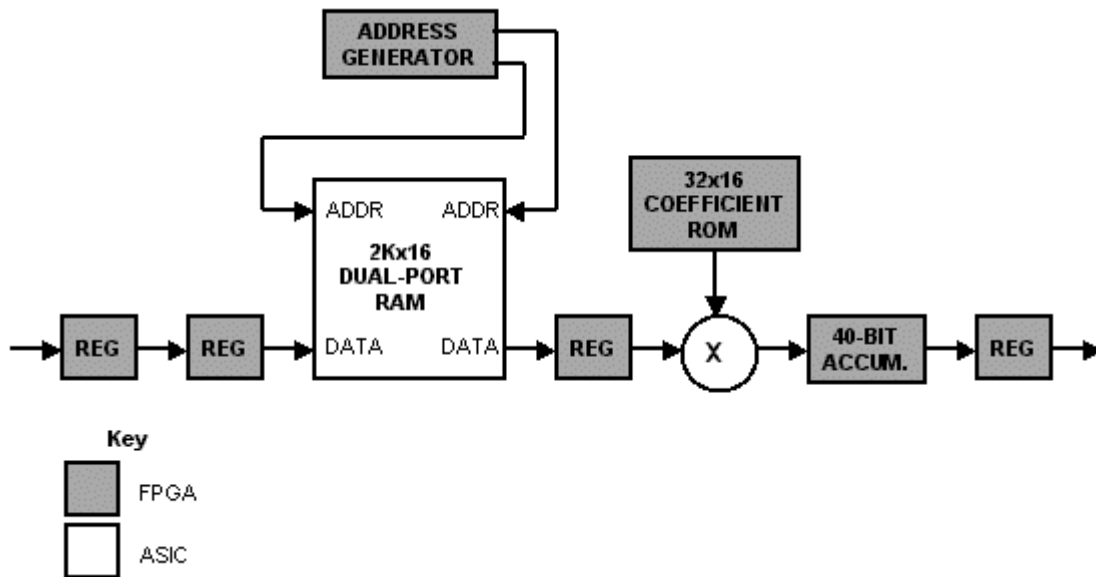 ADDRESS
GENERATOR
32x16
COEFFICIENT
ROM
ADDR ADDR
2Kx16
DUAL-PORT
RAM
REG
REG
DATA DATA
REG
X
40-BIT
ACCUM.
REG
Key
FPGA
ASIC